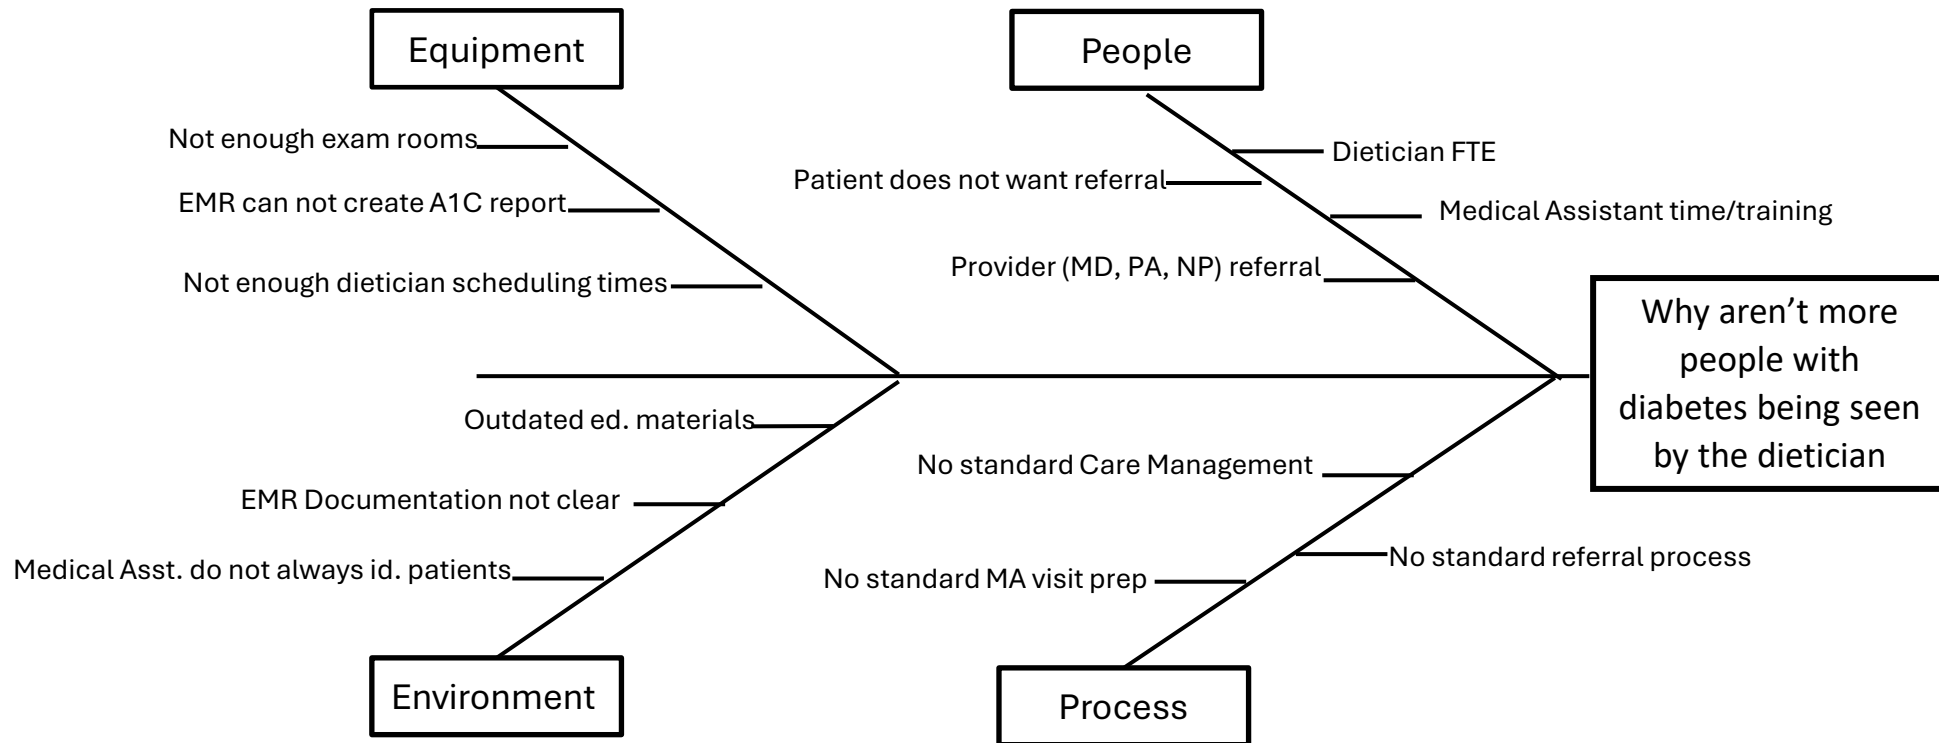 Equipment
People
Not enough exam rooms
Dietician FTE
Patient does not want referral
EMR can not create A1C report
Medical Assistant time/training
Provider (MD, PA, NP) referral
Not enough dietician scheduling times
Why aren’t more
people with
diabetes being seen
by the dietician
Outdated ed. materials
No standard Care Management
EMR Documentation not clear
No standard referral process
Medical Asst. do not always id. patients
No standard MA visit prep
Environment
Process